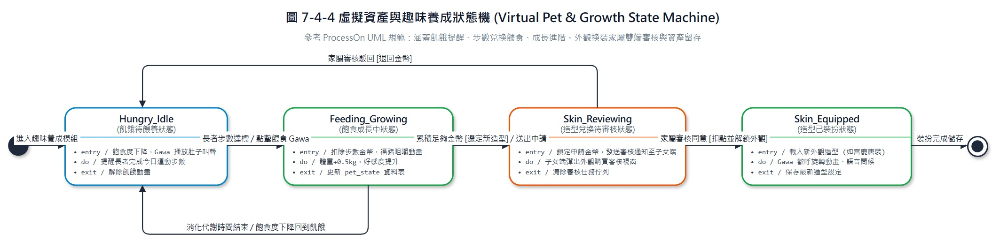 圖 7-4-4 虛擬資產與趣味養成狀態機 (Virtual Pet & Growth State Machine)
參考 ProcessOn UML 規範：涵蓋飢餓提醒、步數兌換餵食、成長進階、外觀換裝家屬雙端審核與資產留存
家屬審核駁回 [退回金幣]
進入趣味養成模組
Hungry_Idle
(飢餓待餵養狀態)
• entry / 飽食度下降，Gawa 播放肚子叫聲
• do / 提醒長者完成今日運動步數
• exit / 解除飢餓動畫
長者步數達標 / 點擊餵食 Gawa
Feeding_Growing
(飽食成長中狀態)
• entry / 扣除步數金幣，福豬咀嚼動畫
• do / 體重+0.5kg，好感度提升
• exit / 更新 pet_state 資料表
累積足夠金幣 [選定新造型] / 送出申請
Skin_Reviewing
(造型兌換待審核狀態)
• entry / 鎖定申請金幣，發送審核通知至子女端
• do / 子女端彈出外觀購買審核視窗
• exit / 清除審核任務佇列
家屬審核同意 [扣點並解鎖外觀]
Skin_Equipped
(造型已裝扮狀態)
• entry / 載入新外觀造型 (如喜慶唐裝)
• do / Gawa 歡呼旋轉動畫、語音問候
• exit / 保存最新造型設定
裝扮完成儲存
消化代謝時間結束 / 飽食度下降回到飢餓